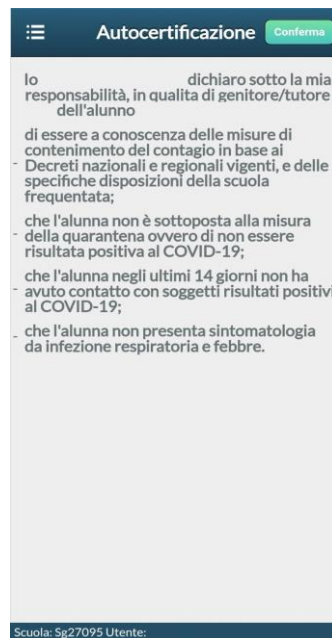 Autocertificazione Conferma
Io dichiaro sotto la mia
responsabilità, in qualita di genitore/tutore
dell'alunno
di essere a conoscenza delle misure di
contenimento del contagio in base ai
- Decreti nazionali e regionali vigenti, e delle
specifiche disposizioni della scuola
frequentata;
che l'alunna non è sottoposta alla misura
- della quarantena ovvero di non essere
risultata positiva al COVID-19;
che l'alunna negli ultimi 14 giorni non ha
- avuto contatto con soggetti risultati positivi
al COVID-19;
- che l'alunna non presenta sintomatologia
da infezione respiratoria e febbre.
Scuola: Sg27095 Utente: